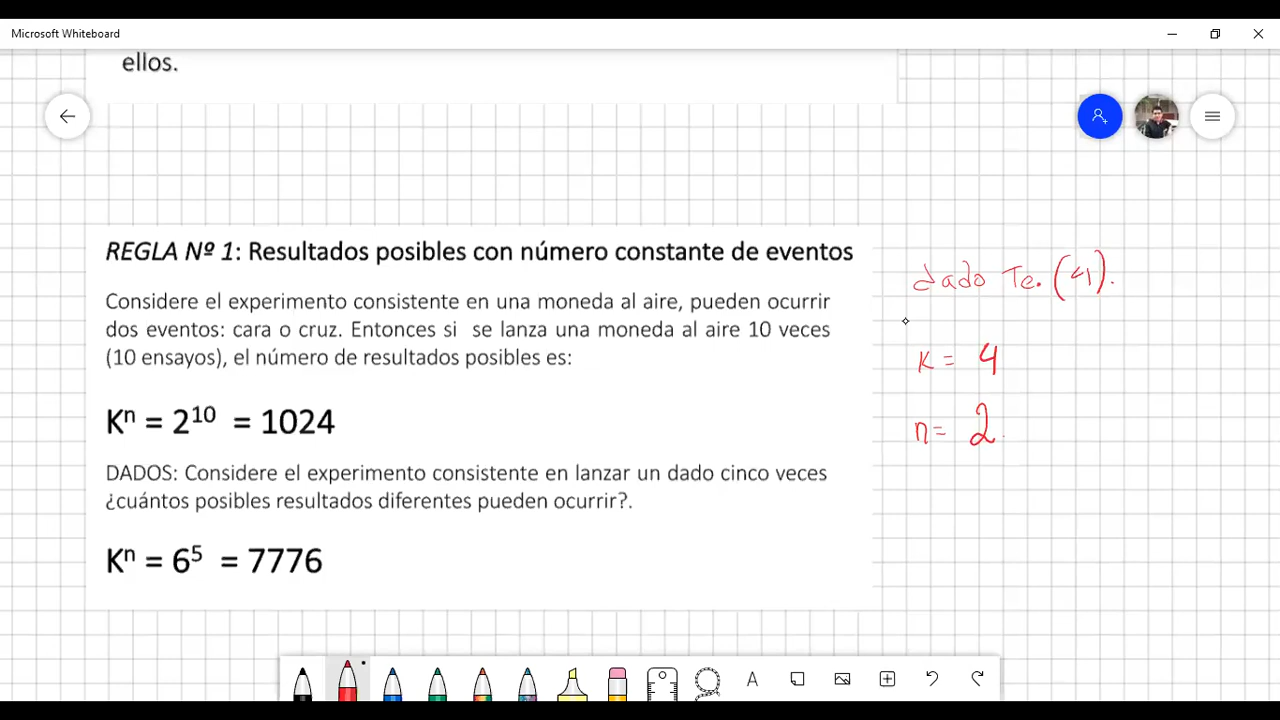 Microsoft Whiteboard
ellos.
REGLA Nº 1: Resultados posibles con número constante de eventos
Considere el experimento consistente en una moneda al aire, pueden ocurrir
dos eventos: cara o cruz. Entonces si se lanza una moneda al aire 10 veces
(10 ensayos), el número de resultados posibles es:
Kⁿ = 2¹⁰ = 1024
DADOS: Considere el experimento consistente en lanzar un dado cinco veces
¿cuántos posibles resultados diferentes pueden ocurrir?.
Kⁿ = 6⁵ = 7776
dado Te. (4).
K = 4
n = 2.
A